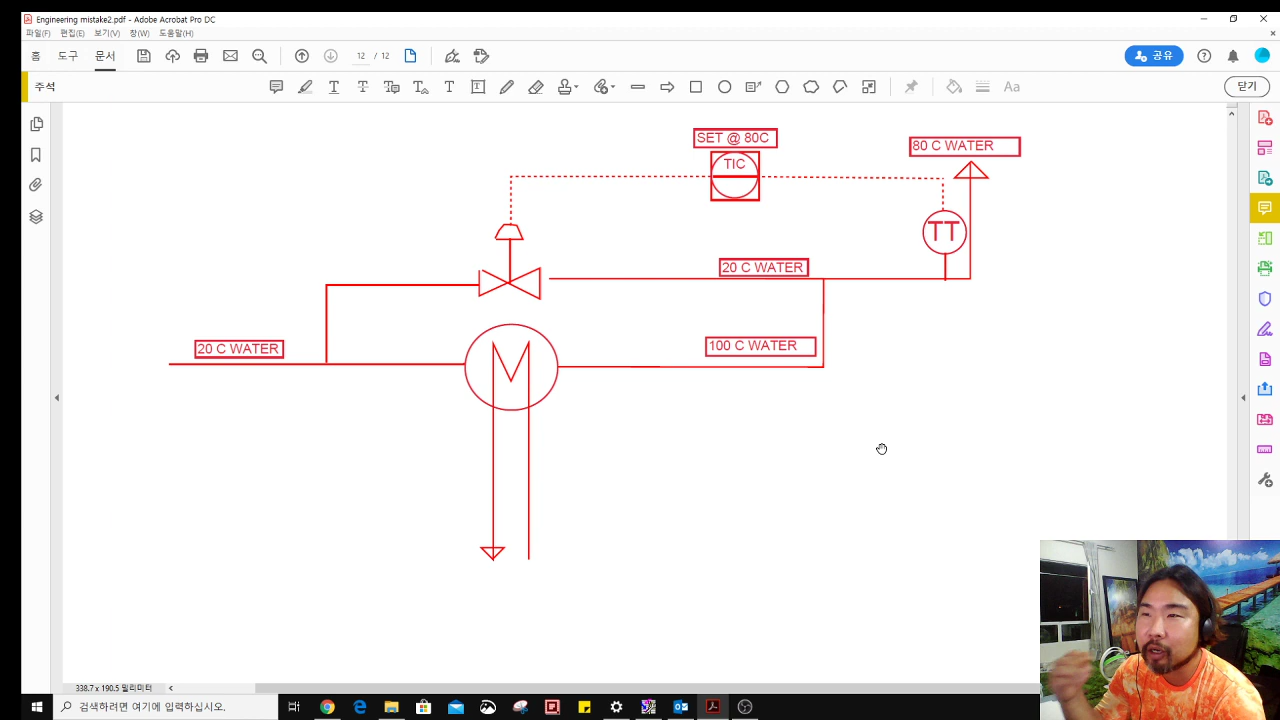 Engineering mistake2.pdf - Adobe Acrobat Pro DC
파일(F) 편집(E) 보기(V) 창(W) 도움말(H)
홈 도구 문서 12 / 12 공유
주석 T T T T T T Aa 닫기
SET @ 80C
TIC
80 C WATER
TT
20 C WATER
20 C WATER
100 C WATER
338.7 x 190.5 밀리미터
검색하려면 여기에 입력하십시오.